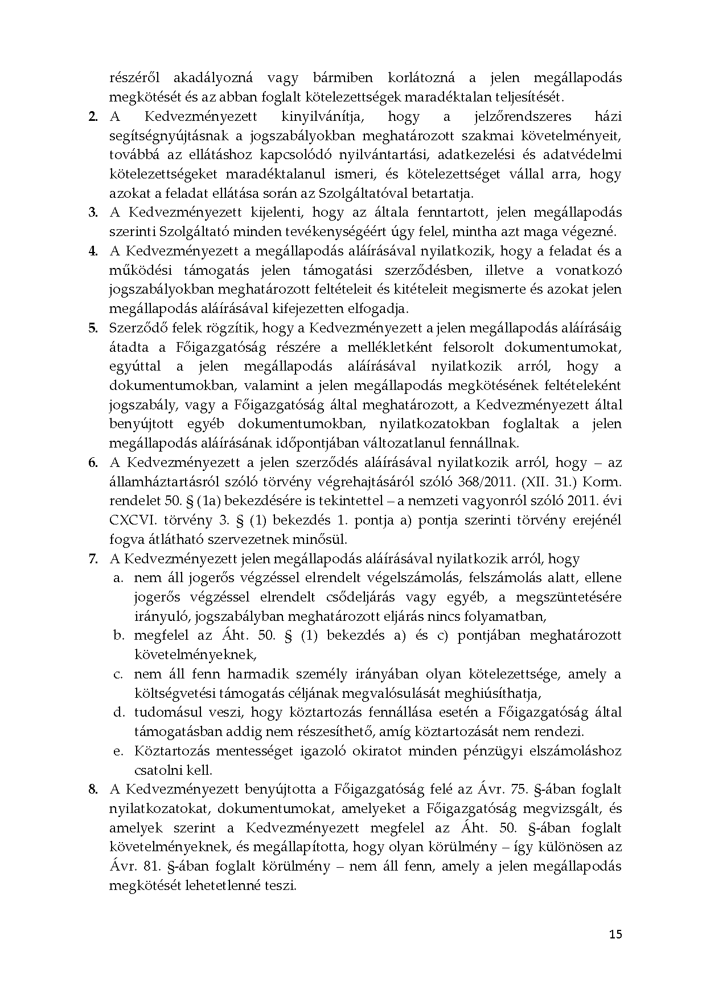 részéről akadályozná vagy bármiben korlátozná a jelen megállapodás
megkötését és az abban foglalt kötelezettségek maradéktalan teljesítését.
2. A Kedvezményezett kinyilvánítja, hogy a jelzőrendszeres házi
segítségnyújtásnak a jogszabályokban meghatározott szakmai követelményeit,
továbbá az ellátáshoz kapcsolódó nyilvántartási, adatkezelési és adatvédelmi
kötelezettségeket maradéktalanul ismeri, és kötelezettséget vállal arra, hogy
azokat a feladat ellátása során az Szolgáltatóval betartatja.
3. A Kedvezményezett kijelenti, hogy az általa fenntartott, jelen megállapodás
szerinti Szolgáltató minden tevékenységéért úgy felel, mintha azt maga végezné.
4. A Kedvezményezett a megállapodás aláírásával nyilatkozik, hogy a feladat és a
működési támogatás jelen támogatási szerződésben, illetve a vonatkozó
jogszabályokban meghatározott feltételeit és kitételeit megismerte és azokat jelen
megállapodás aláírásával kifejezetten elfogadja.
5. Szerződő felek rögzítik, hogy a Kedvezményezett a jelen megállapodás aláírásáig
átadta a Főigazgatóság részére a mellékletként felsorolt dokumentumokat,
egyúttal a jelen megállapodás aláírásával nyilatkozik arról, hogy a
dokumentumokban, valamint a jelen megállapodás megkötésének feltételeként
jogszabály, vagy a Főigazgatóság által meghatározott, a Kedvezményezett által
benyújtott egyéb dokumentumokban, nyilatkozatokban foglaltak a jelen
megállapodás aláírásának időpontjában változatlanul fennállnak.
6. A Kedvezményezett a jelen szerződés aláírásával nyilatkozik arról, hogy – az
államháztartásról szóló törvény végrehajtásáról szóló 368/2011. (XII. 31.) Korm.
rendelet 50. § (1a) bekezdésére is tekintettel – a nemzeti vagyonról szóló 2011. évi
CXCVI. törvény 3. § (1) bekezdés 1. pontja a) pontja szerinti törvény erejénél
fogva átlátható szervezetnek minősül.
7. A Kedvezményezett jelen megállapodás aláírásával nyilatkozik arról, hogy
a. nem áll jogerős végzéssel elrendelt végelszámolás, felszámolás alatt, ellene
jogerős végzéssel elrendelt csődeljárás vagy egyéb, a megszüntetésére
irányuló, jogszabályban meghatározott eljárás nincs folyamatban,
b. megfelel az Áht. 50. § (1) bekezdés a) és c) pontjában meghatározott
követelményeknek,
c. nem áll fenn harmadik személy irányában olyan kötelezettsége, amely a
költségvetési támogatás céljának megvalósulását meghiúsíthatja,
d. tudomásul veszi, hogy köztartozás fennállása esetén a Főigazgatóság által
támogatásban addig nem részesíthető, amíg köztartozását nem rendezi.
e. Köztartozás mentességet igazoló okiratot minden pénzügyi elszámoláshoz
csatolni kell.
8. A Kedvezményezett benyújtotta a Főigazgatóság felé az Ávr. 75. §-ában foglalt
nyilatkozatokat, dokumentumokat, amelyeket a Főigazgatóság megvizsgált, és
amelyek szerint a Kedvezményezett megfelel az Áht. 50. §-ában foglalt
követelményeknek, és megállapította, hogy olyan körülmény – így különösen az
Ávr. 81. §-ában foglalt körülmény – nem áll fenn, amely a jelen megállapodás
megkötését lehetetlenné teszi.
15